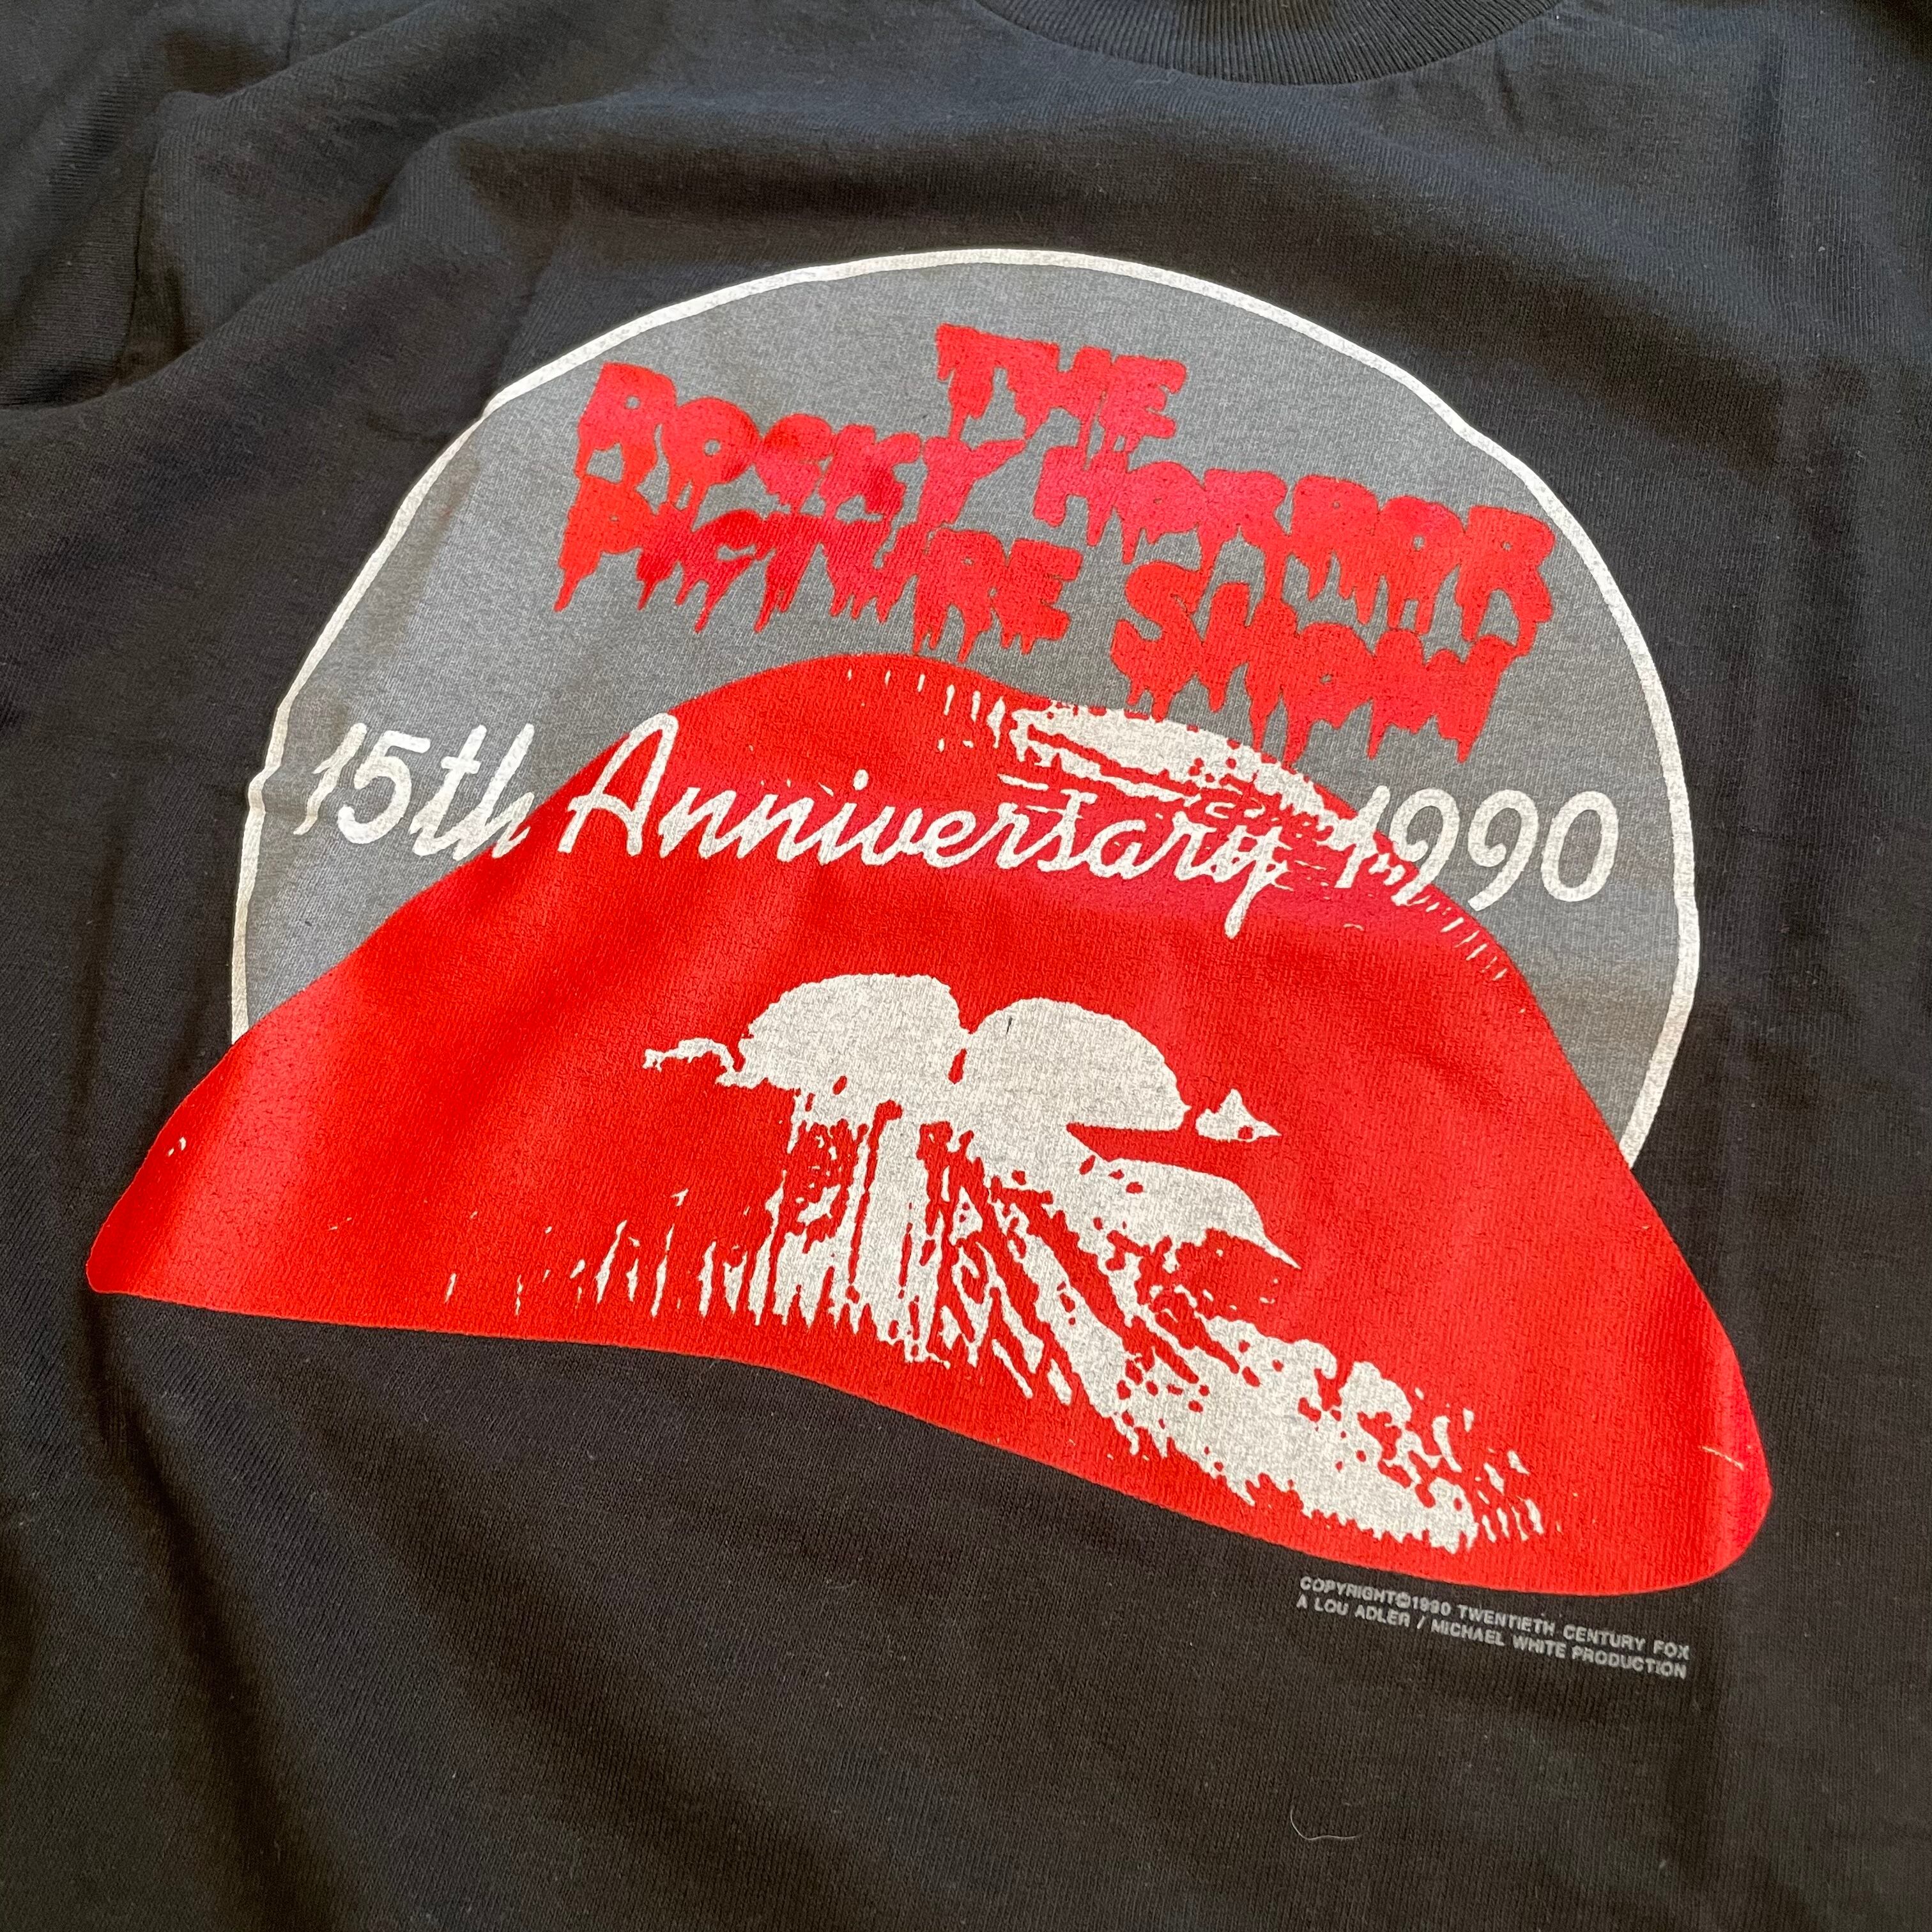 THE
ROCKY HORROR
PICTURE SHOW
15th Anniversary 1990
COPYRIGHT©1990 TWENTIETH CENTURY FOX
A LOU ADLER / MICHAEL WHITE PRODUCTION